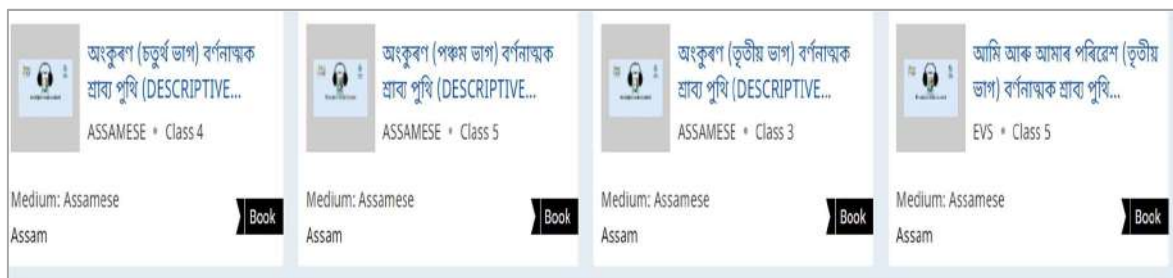 অংকুৰণ (চতুৰ্থ ভাগ) বৰ্ণনাত্মক
শ্ৰাব্য পুথি (DESCRIPTIVE...
ASSAMESE • Class 4
Medium: Assamese
Book
Assam
অংকুৰণ (পঞ্চম ভাগ) বৰ্ণনাত্মক
শ্ৰাব্য পুথি (DESCRIPTIVE...
ASSAMESE • Class 5
Medium: Assamese
Book
Assam
অংকুৰণ (তৃতীয় ভাগ) বৰ্ণনাত্মক
শ্ৰাব্য পুথি (DESCRIPTIVE...
ASSAMESE • Class 3
Medium: Assamese
Book
Assam
আমি আৰু আমাৰ পৰিৱেশ (তৃতীয়
ভাগ) বৰ্ণনাত্মক শ্ৰাব্য পুথি...
EVS • Class 5
Medium: Assamese
Book
Assam